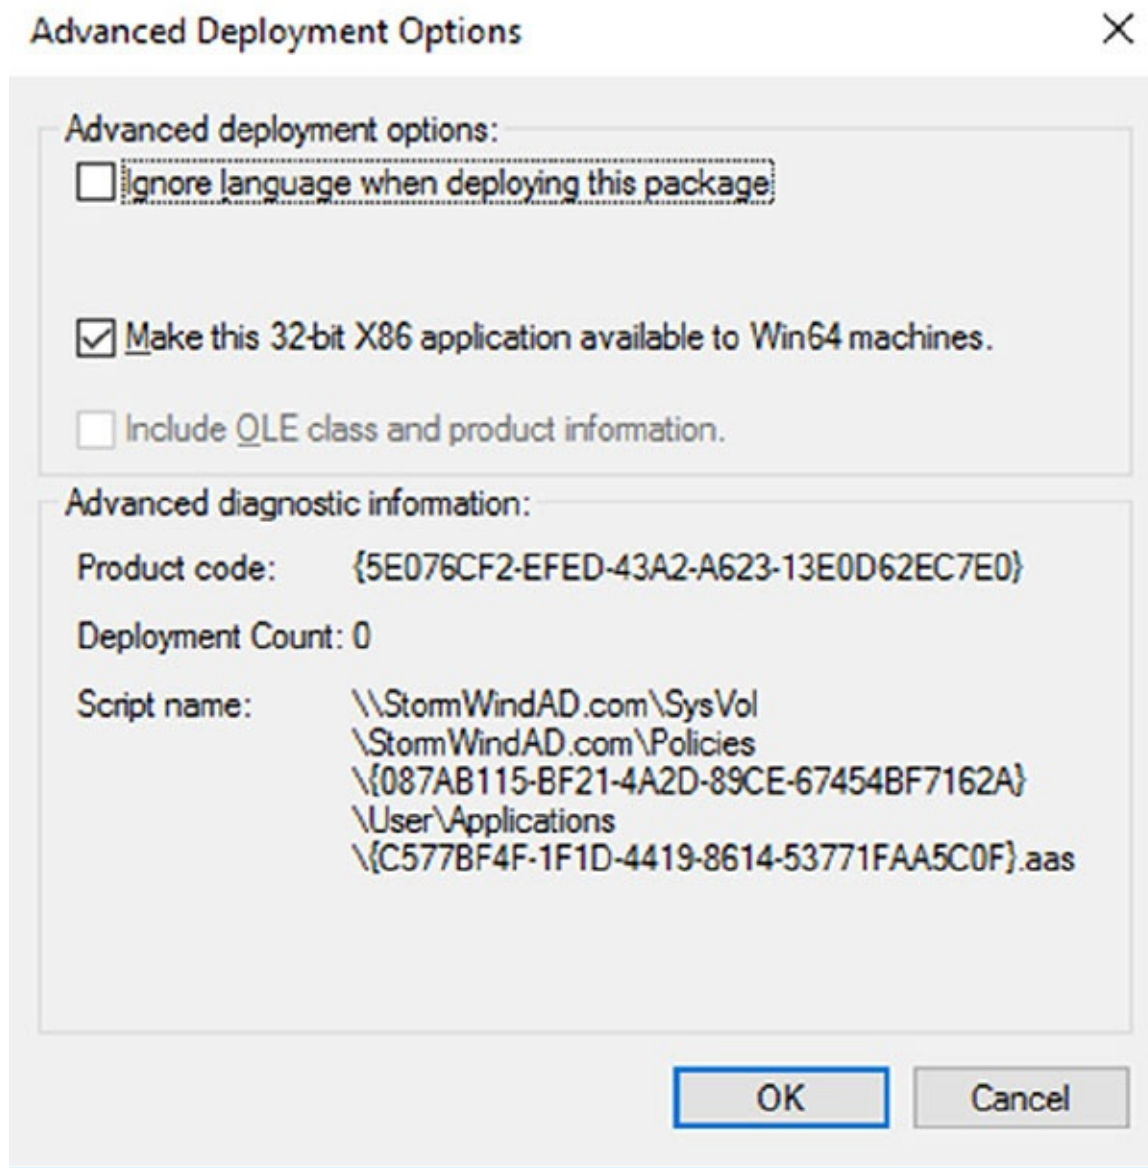 Advanced Deployment Options
Advanced deployment options:
Ignore language when deploying this package
Make this 32-bit X86 application available to Win64 machines.
Include OLE class and product information.
Advanced diagnostic information:
Product code: {5E076CF2-EFED-43A2-A623-13E0D62EC7E0}
Deployment Count: 0
Script name: \\StormWindAD.com\SysVol
\StormWindAD.com\Policies
\{087AB115-BF21-4A2D-89CE-67454BF7162A}
\User\Applications
\{C577BF4F-1F1D-4419-8614-53771FAA5C0F}.aas
OK Cancel